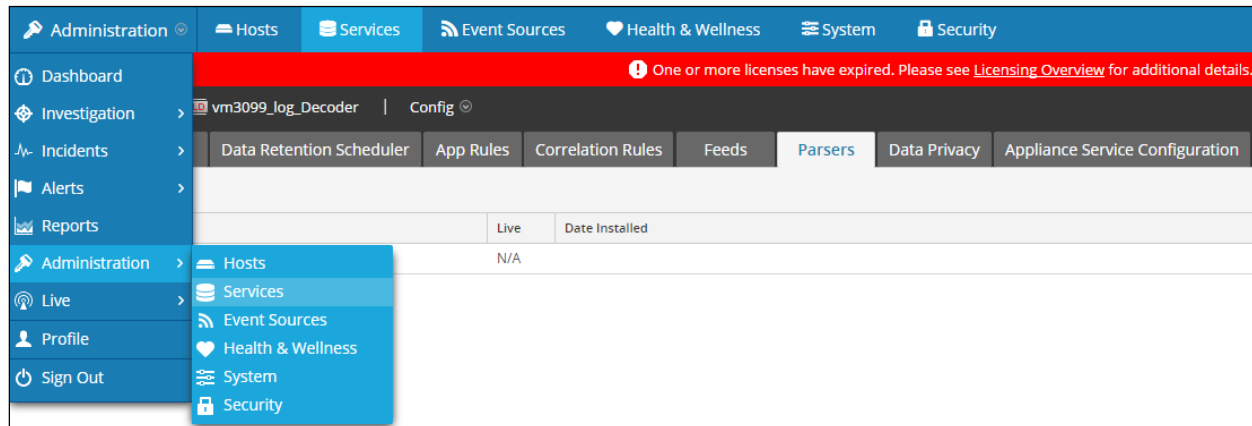 Administration Hosts Services Event Sources Health & Wellness System Security
Dashboard
One or more licenses have expired. Please see Licensing Overview for additional details.
Investigation
vm3099_log_Decoder | Config
Incidents
Data Retention Scheduler App Rules Correlation Rules Feeds Parsers Data Privacy Appliance Service Configuration
Alerts
Reports
Live Date Installed
Administration
N/A
Hosts
Services
Live
Event Sources
Profile
Health & Wellness
Sign Out
System
Security